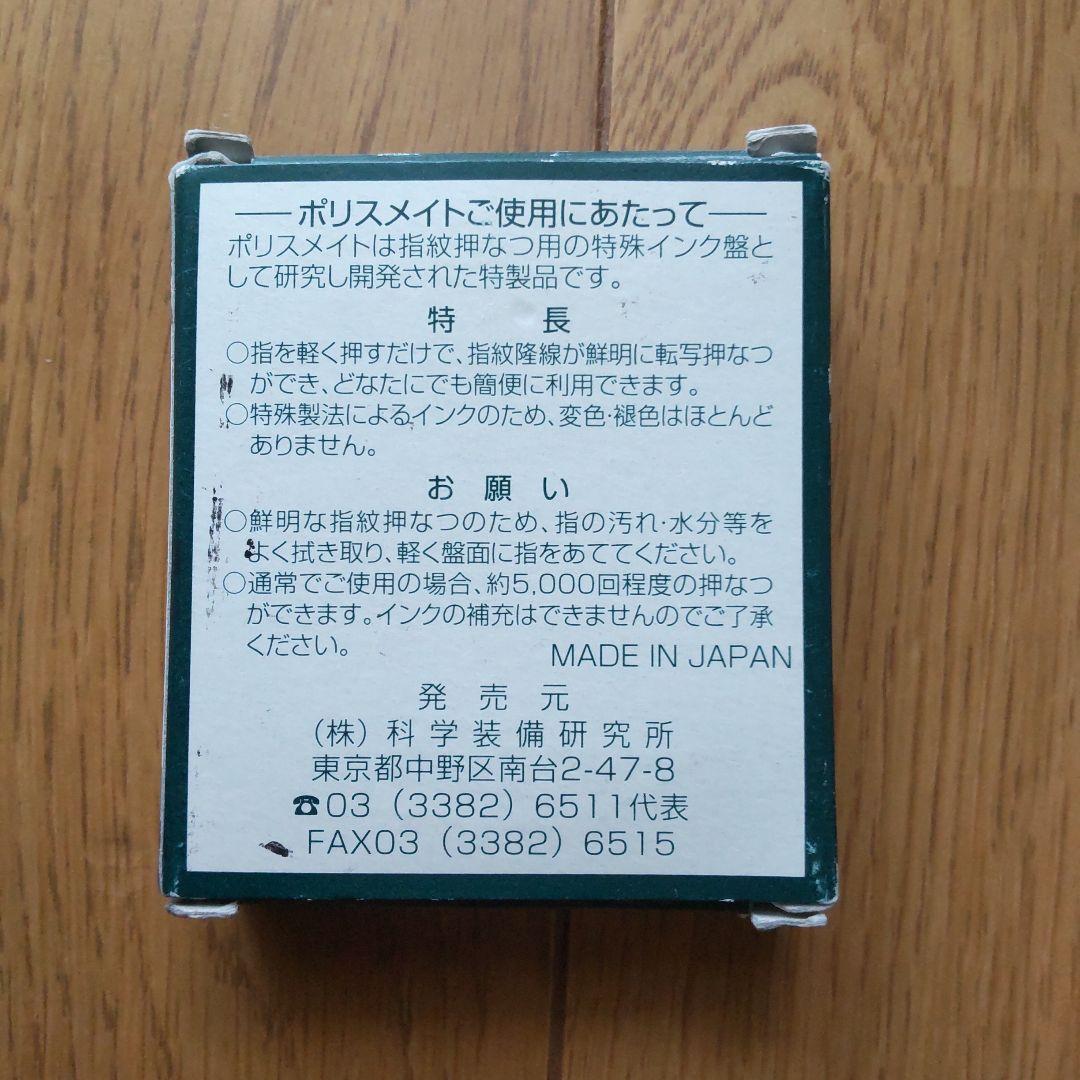 ポリスメイトご使用にあたって
ポリスメイトは指紋押なつ用の特殊インク盤と
して研究し開発された特製品です。
特 長
○指を軽く押すだけで、指紋隆線が鮮明に転写押なつ
ができ、どなたにでも簡便に利用できます。
○特殊製法によるインクのため、変色・褪色はほとんど
ありません。
お 願 い
○鮮明な指紋押なつのため、指の汚れ・水分等を
よく拭き取り、軽く盤面に指をあててください。
○通常でご使用の場合、約5,000回程度の押なつ
ができます。インクの補充はできませんのでご了承
ください。
MADE IN JAPAN
発 売 元
(株)科学装備研究所
東京都中野区南台2-47-8
☎03(3382)6511代表
FAX03(3382)6515